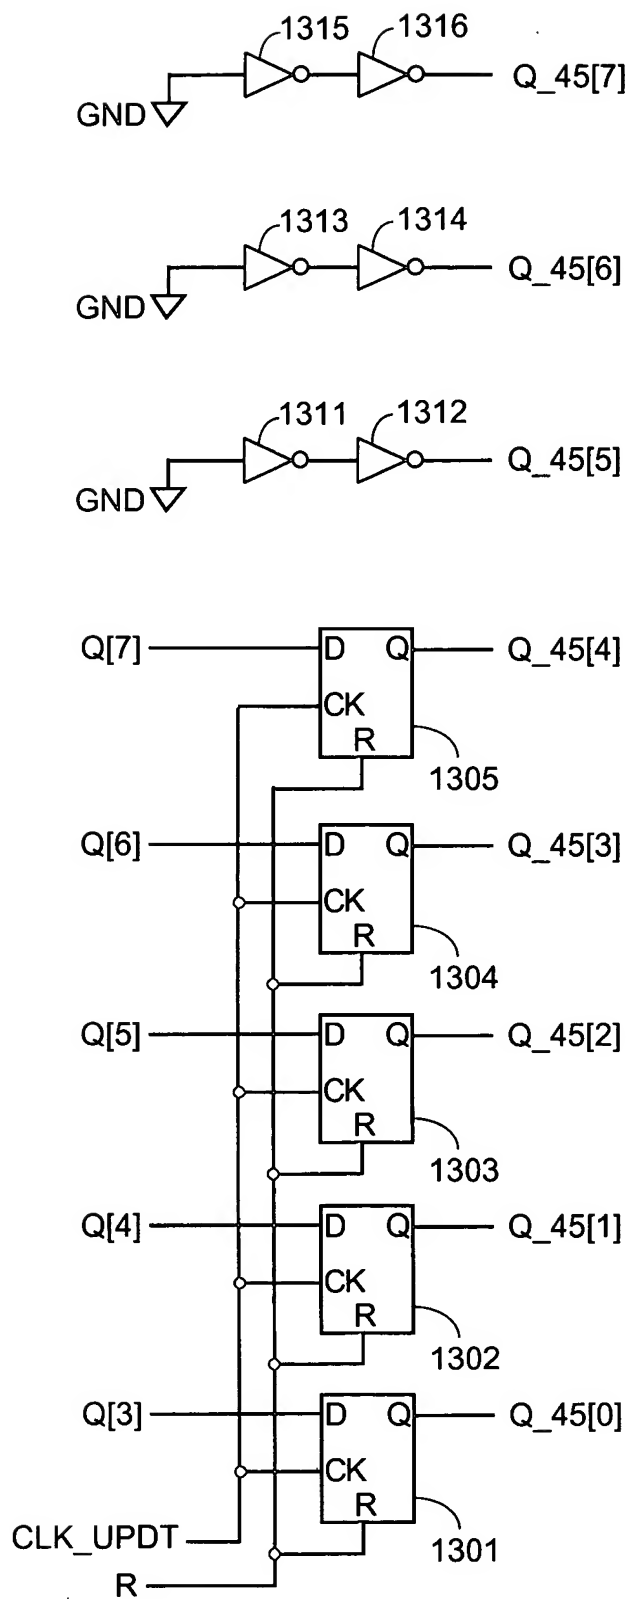 1315 1316
Q_45[7]
GND
1313 1314
Q_45[6]
GND
1311 1312
Q_45[5]
GND
Q[7] D Q Q_45[4]
CK
R
1305
Q[6] D Q Q_45[3]
CK
R
1304
Q[5] D Q Q_45[2]
CK
R
1303
Q[4] D Q Q_45[1]
CK
R
1302
Q[3] D Q Q_45[0]
CK
R
CLK_UPDT 1301
R